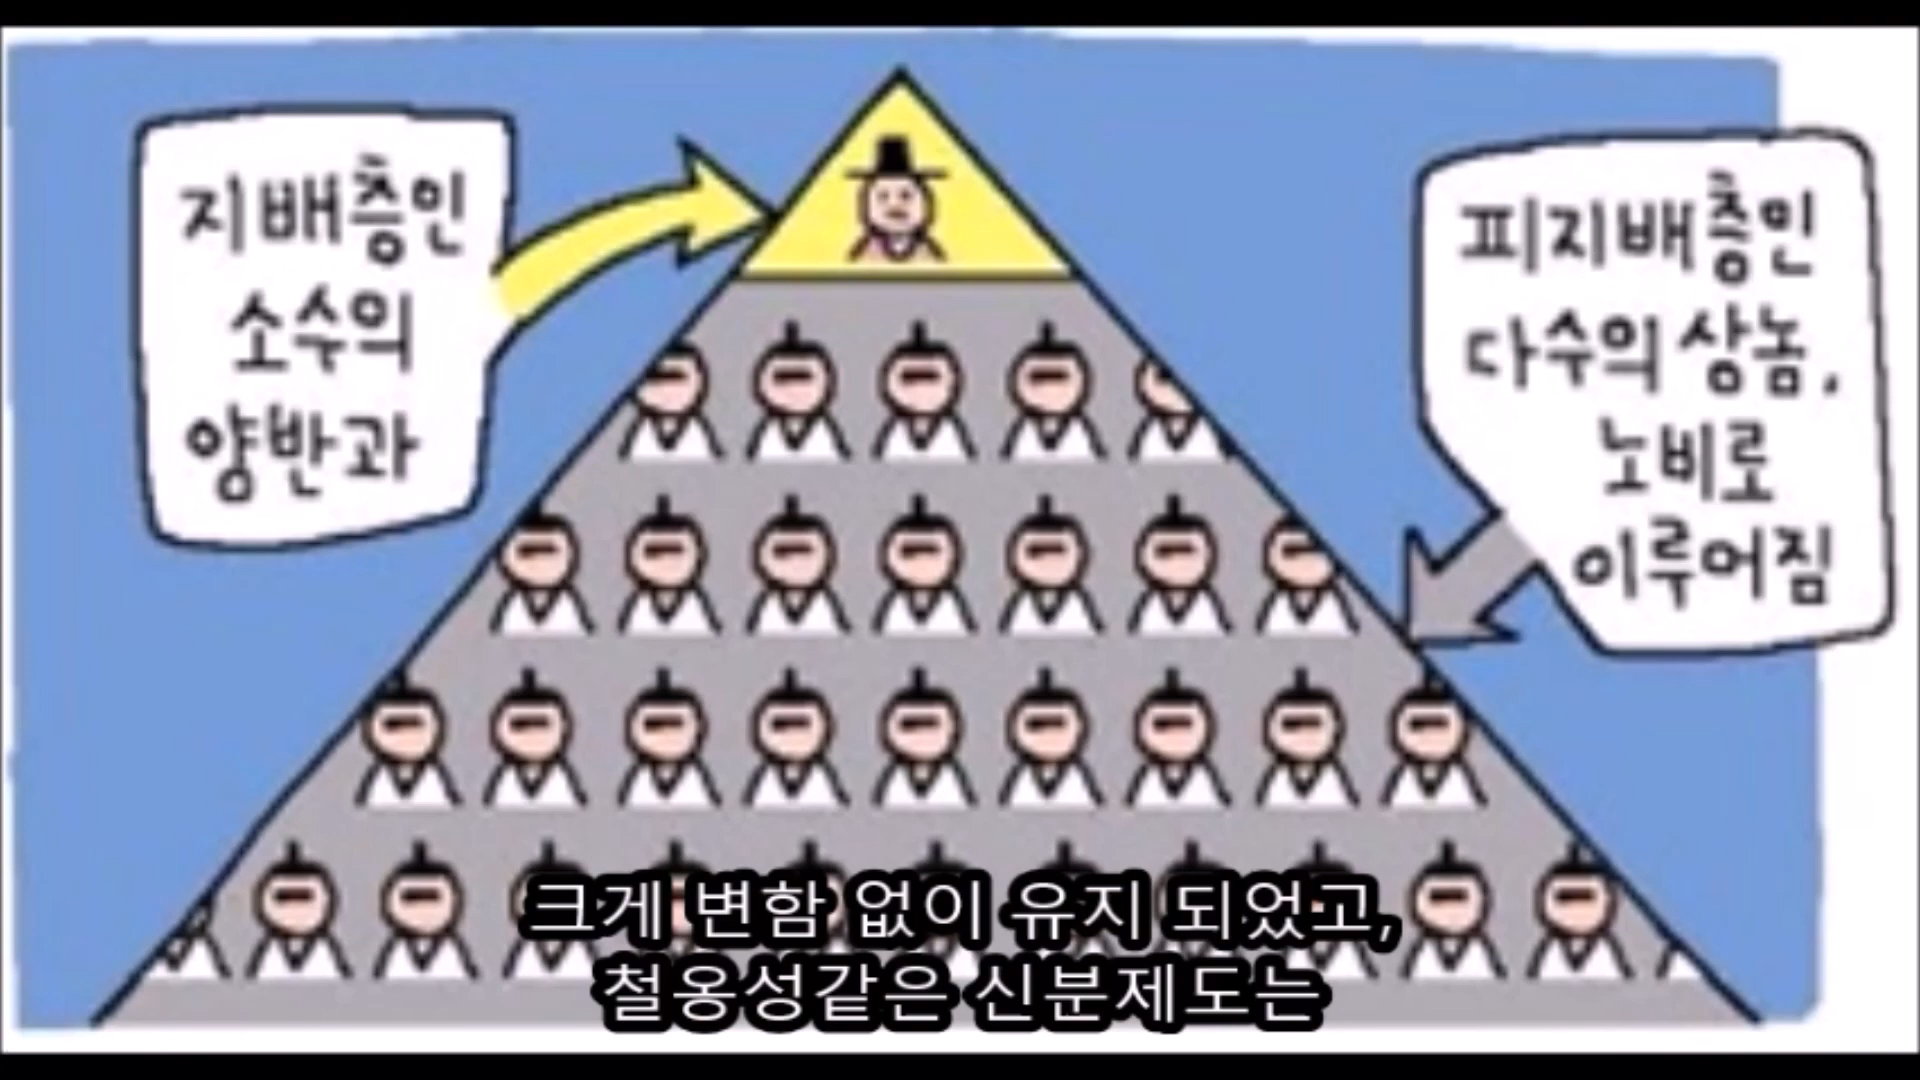 지배층인
소수의
양반과
피지배층인
다수의 상놈,
노비로
이루어짐
크게 변함 없이 유지 되었고,
철옹성같은 신분제도는